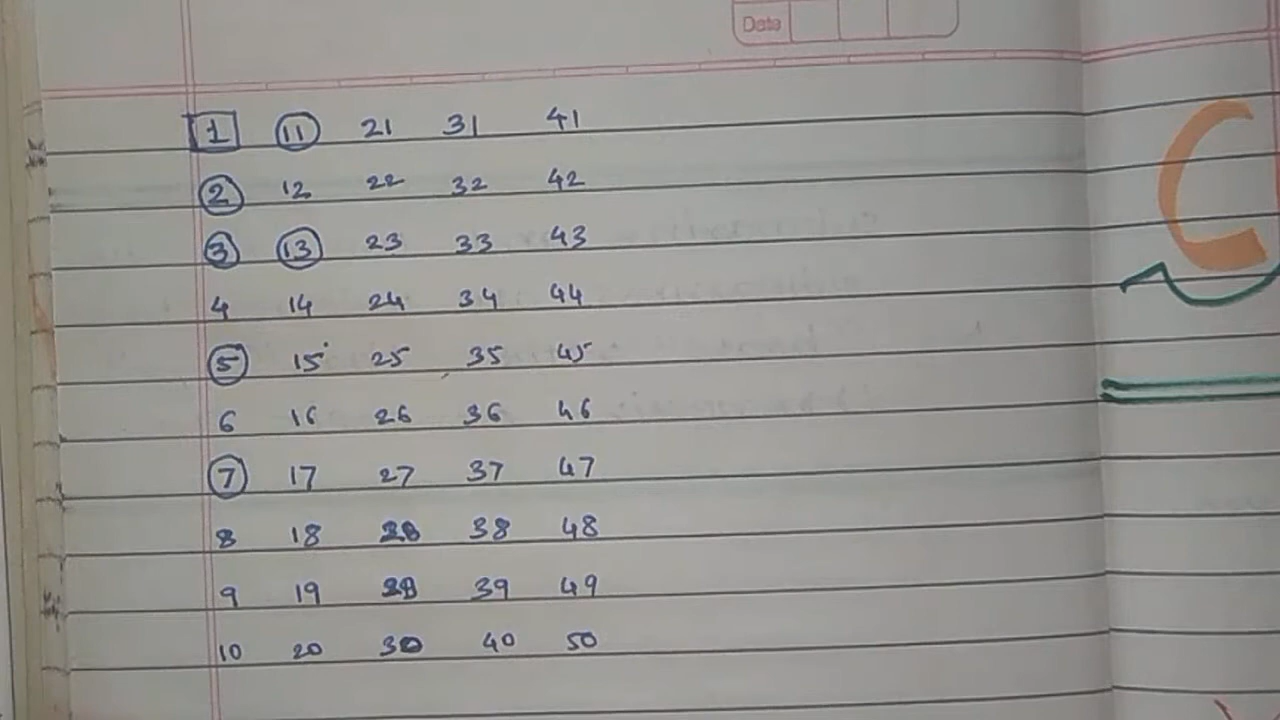 Date
1 11 21 31 41
2 12 22 32 42
3 13 23 33 43
4 14 24 34 44
5 15 25 35 45
6 16 26 36 46
7 17 27 37 47
8 18 28 38 48
9 19 39 49
10 20 30 40 50
C